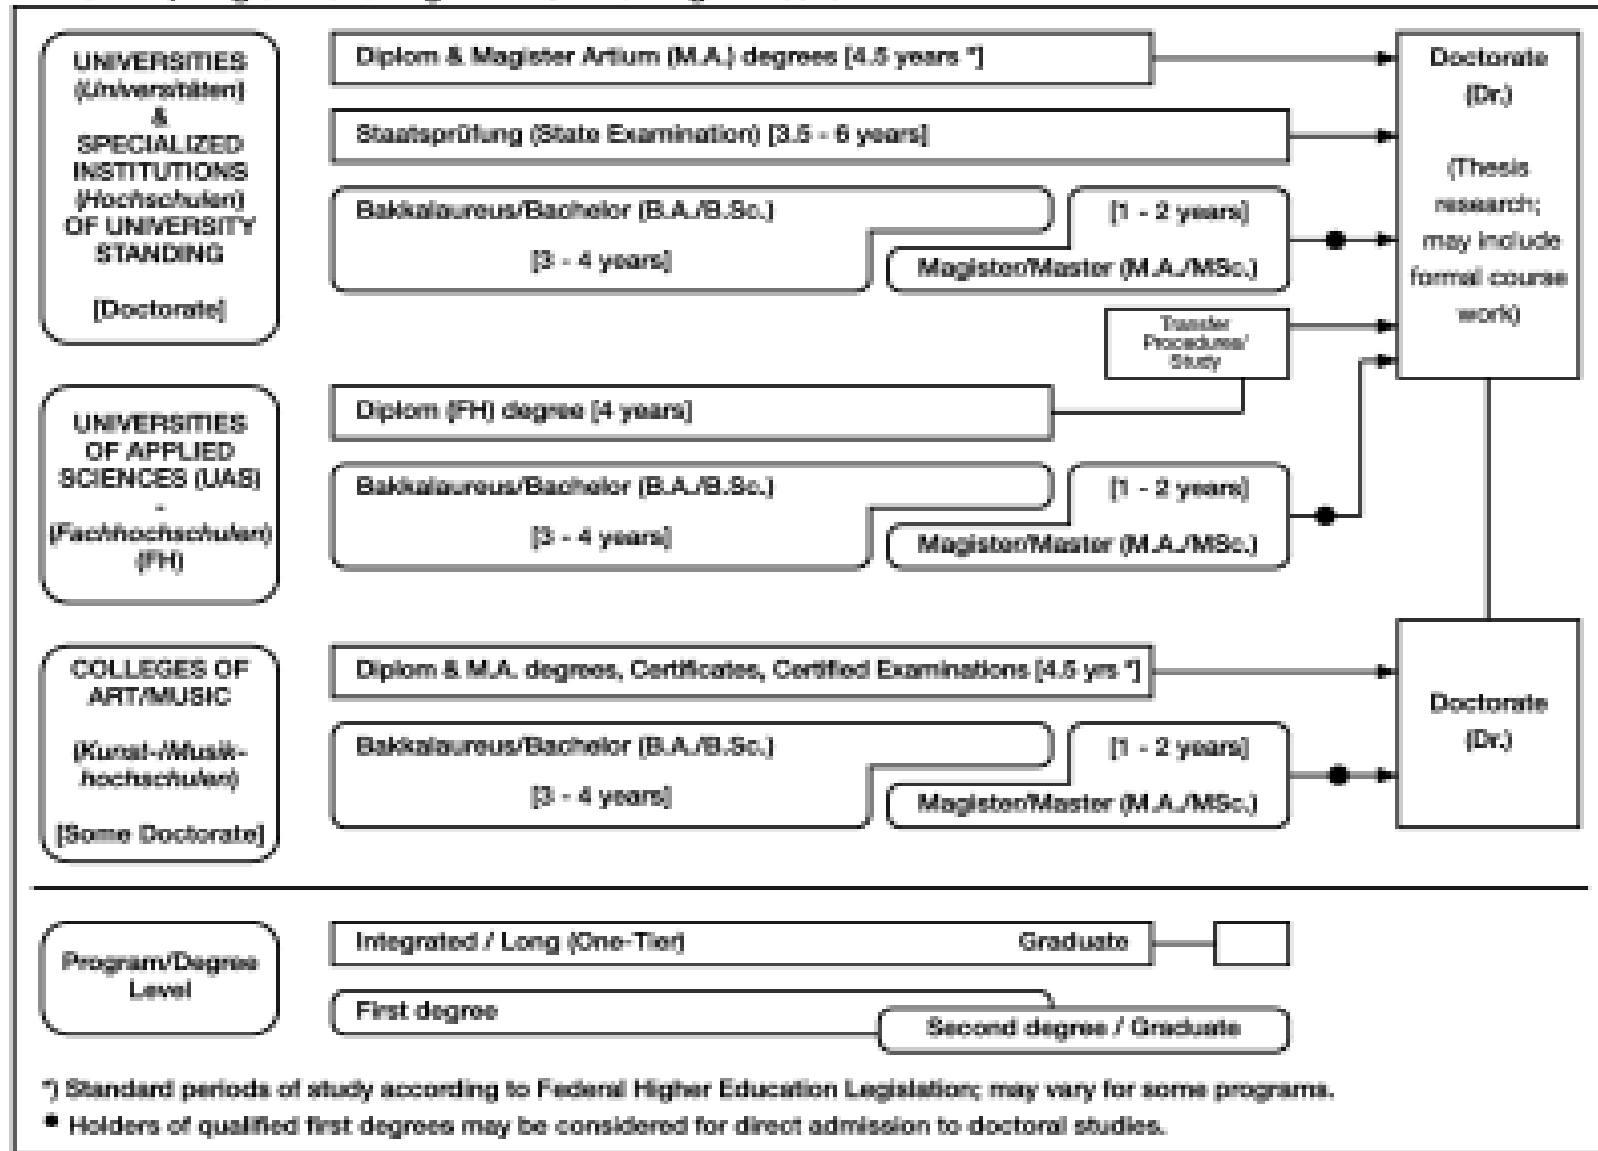 UNIVERSITIES
(Universitäten)
&
SPECIALIZED
INSTITUTIONS
(Hochschulen)
OF UNIVERSITY
STANDING
[Doctorate]
Diplom & Magister Artium (M.A.) degrees [4.5 years *]
Staatsprüfung (State Examination) [3.5 - 6 years]
Bakkalaureus/Bachelor (B.A./B.Sc.)
[3 - 4 years]
[1 - 2 years]
Magister/Master (M.A./MSc.)
Transfer
Procedures/
Study
Doctorate
(Dr.)
(Thesis
research;
may include
formal course
work)
UNIVERSITIES
OF APPLIED
SCIENCES (UAS)
-
(Fachhochschulen)
(FH)
Diplom (FH) degree [4 years]
Bakkalaureus/Bachelor (B.A./B.Sc.)
[3 - 4 years]
[1 - 2 years]
Magister/Master (M.A./MSc.)
COLLEGES OF
ART/MUSIC
(Kunst-/Musik-
hochschulen)
[Some Doctorate]
Diplom & M.A. degrees, Certificates, Certified Examinations [4.5 yrs *]
Bakkalaureus/Bachelor (B.A./B.Sc.)
[3 - 4 years]
[1 - 2 years]
Magister/Master (M.A./MSc.)
Doctorate
(Dr.)
Program/Degree
Level
Integrated / Long (One-Tier) Graduate
First degree
Second degree / Graduate
*) Standard periods of study according to Federal Higher Education Legislation; may vary for some programs.
● Holders of qualified first degrees may be considered for direct admission to doctoral studies.